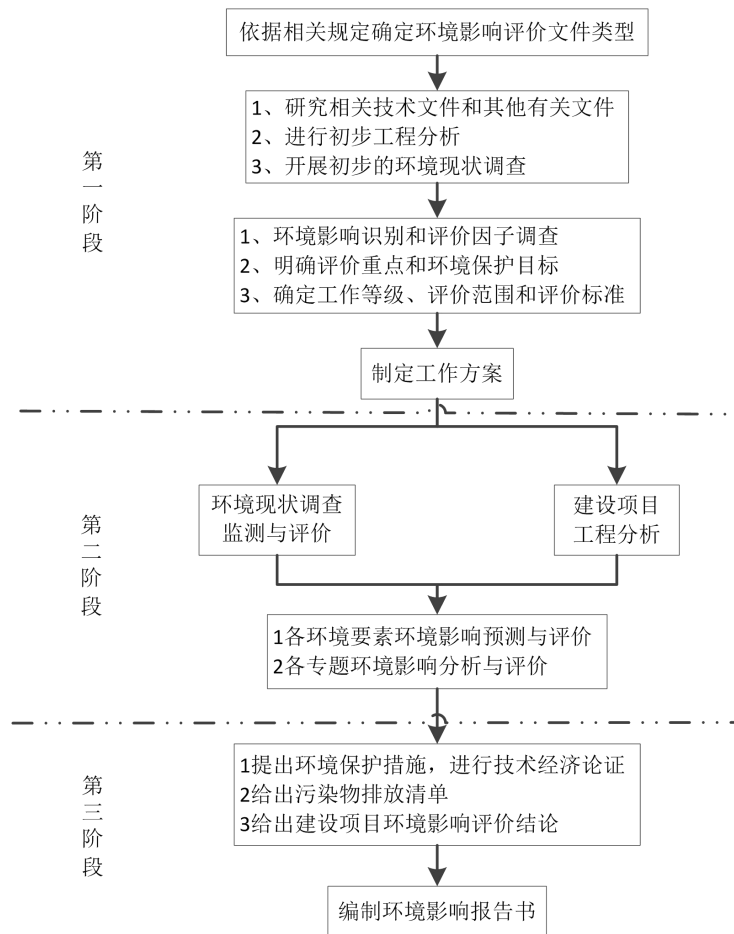 依据相关规定确定环境影响评价文件类型
1、研究相关技术文件和其他有关文件
2、进行初步工程分析
3、开展初步的环境现状调查
第一阶段
1、环境影响识别和评价因子调查
2、明确评价重点和环境保护目标
3、确定工作等级、评价范围和评价标准
制定工作方案
环境现状调查
监测与评价
建设项目
工程分析
第二阶段
1各环境要素环境影响预测与评价
2各专题环境影响分析与评价
1提出环境保护措施，进行技术经济论证
2给出污染物排放清单
3给出建设项目环境影响评价结论
第三阶段
编制环境影响报告书